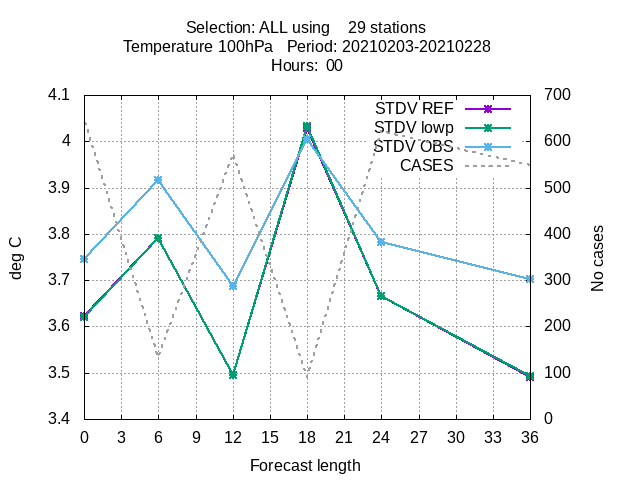 Selection: ALL using    29 stations
Temperature 100hPa   Period: 20210203-20210228
Hours:  00
4.1
4
3.9
3.8
3.7
3.6
3.5
3.4
deg C
STDV REF
STDV lowp
STDV OBS
CASES
700
600
500
400
300
200
100
0
No cases
0 3 6 9 12 15 18 21 24 27 30 33 36
Forecast length